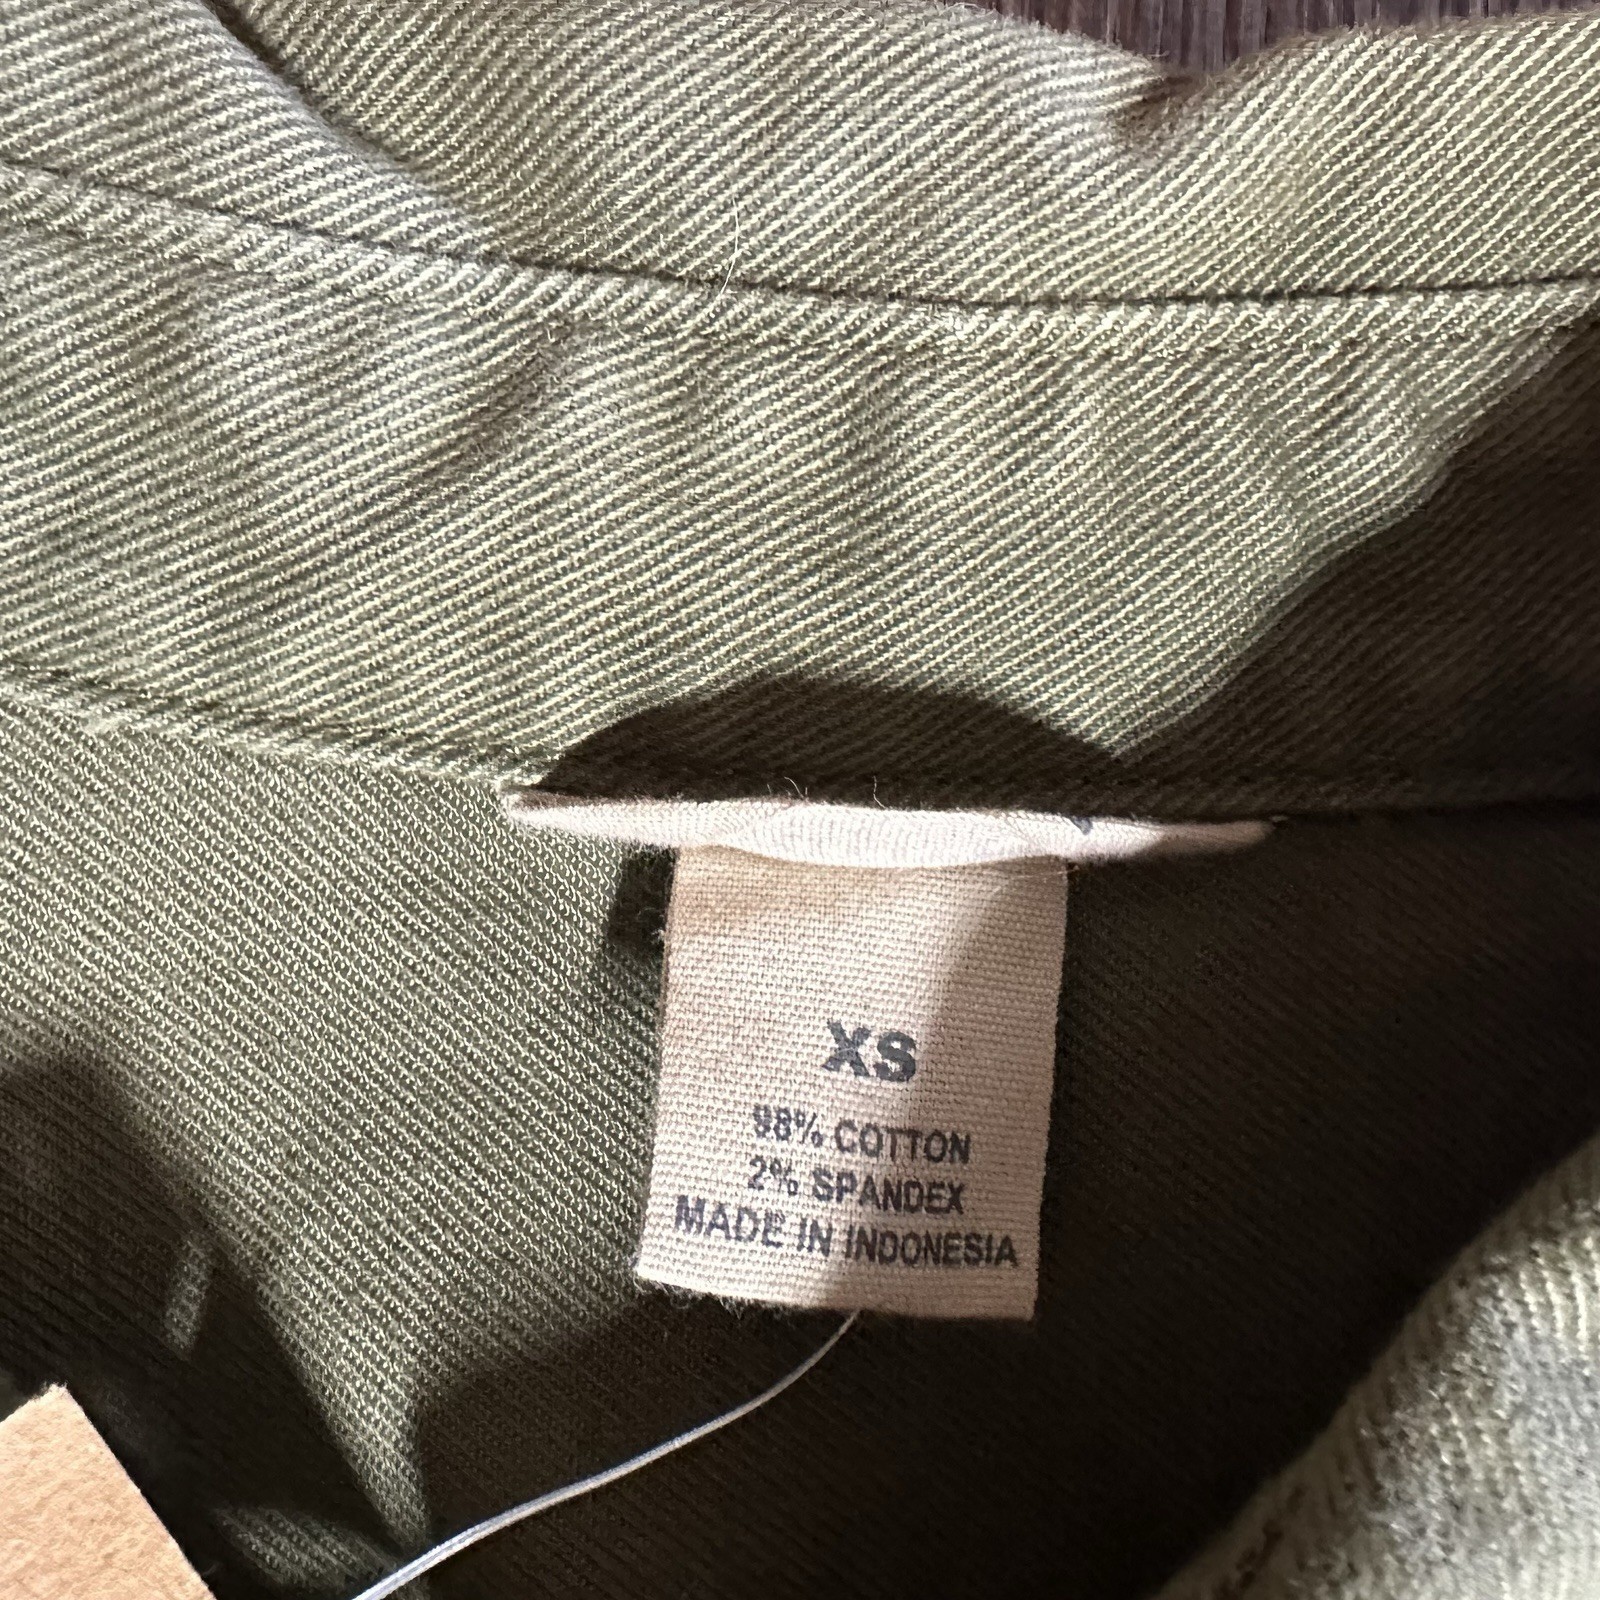 XS
98% COTTON
2% SPANDEX
MADE IN INDONESIA